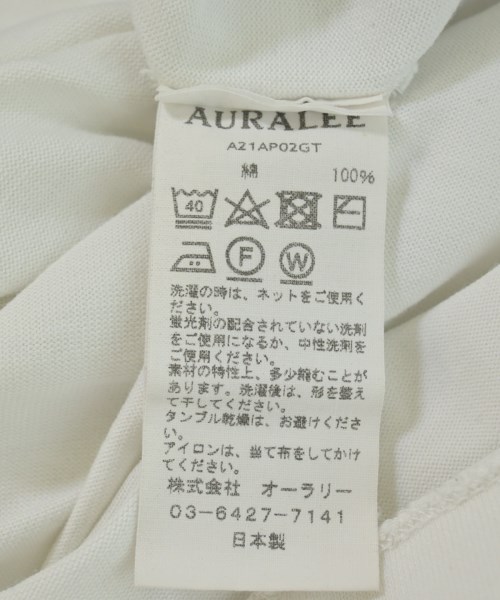 AURALEE
A21AP02GT
綿 100%
40
F W
洗濯の時は、ネットをご使用く
ださい。
蛍光剤の配合されていない洗剤
をご使用になるか、中性洗剤を
ご使用ください。
素材の特性上、多少縮むことが
あります。洗濯後は、形を整え
て干してください。
タンブル乾燥は、お避けくださ
い。
アイロンは、当て布をしてかけ
てください。
株式会社 オーラリー
03-6427-7141
日本製